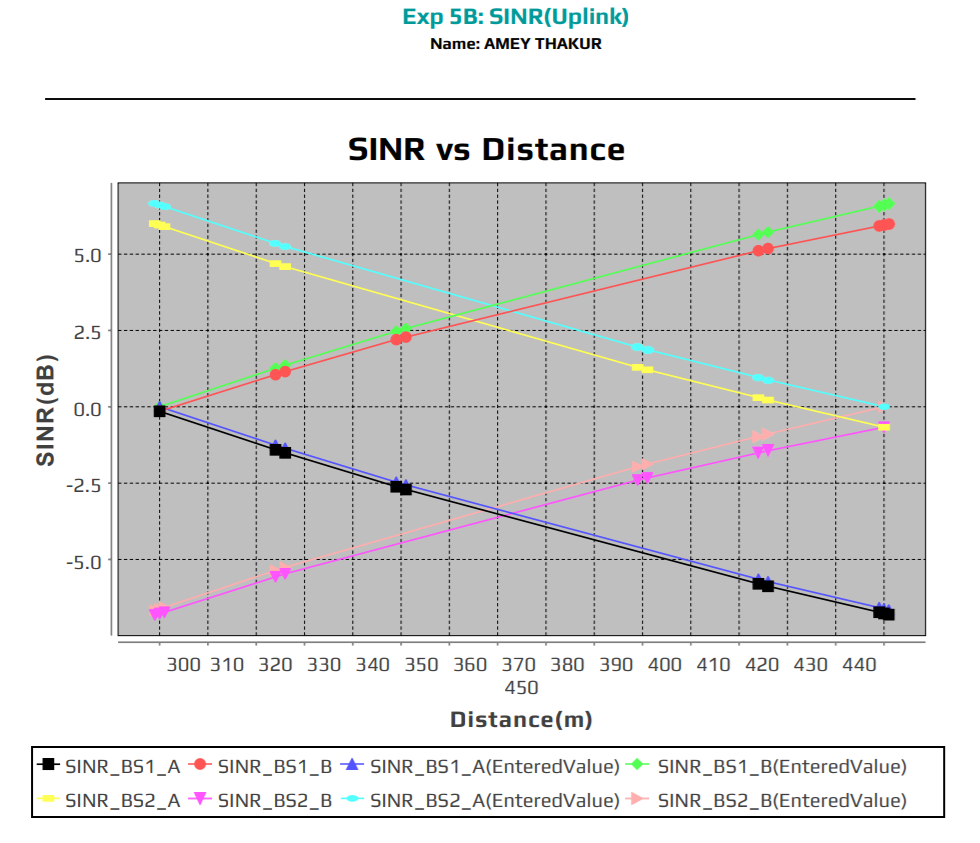 Exp 5B: SINR(Uplink)
Name: AMEY THAKUR
SINR vs Distance
SINR(dB)
5.0
2.5
0.0
-2.5
-5.0
300 310 320 330 340 350 360 370 380 390 400 410 420 430 440
450
Distance(m)
SINR_BS1_A SINR_BS1_B SINR_BS1_A(EnteredValue) SINR_BS1_B(EnteredValue)
SINR_BS2_A SINR_BS2_B SINR_BS2_A(EnteredValue) SINR_BS2_B(EnteredValue)